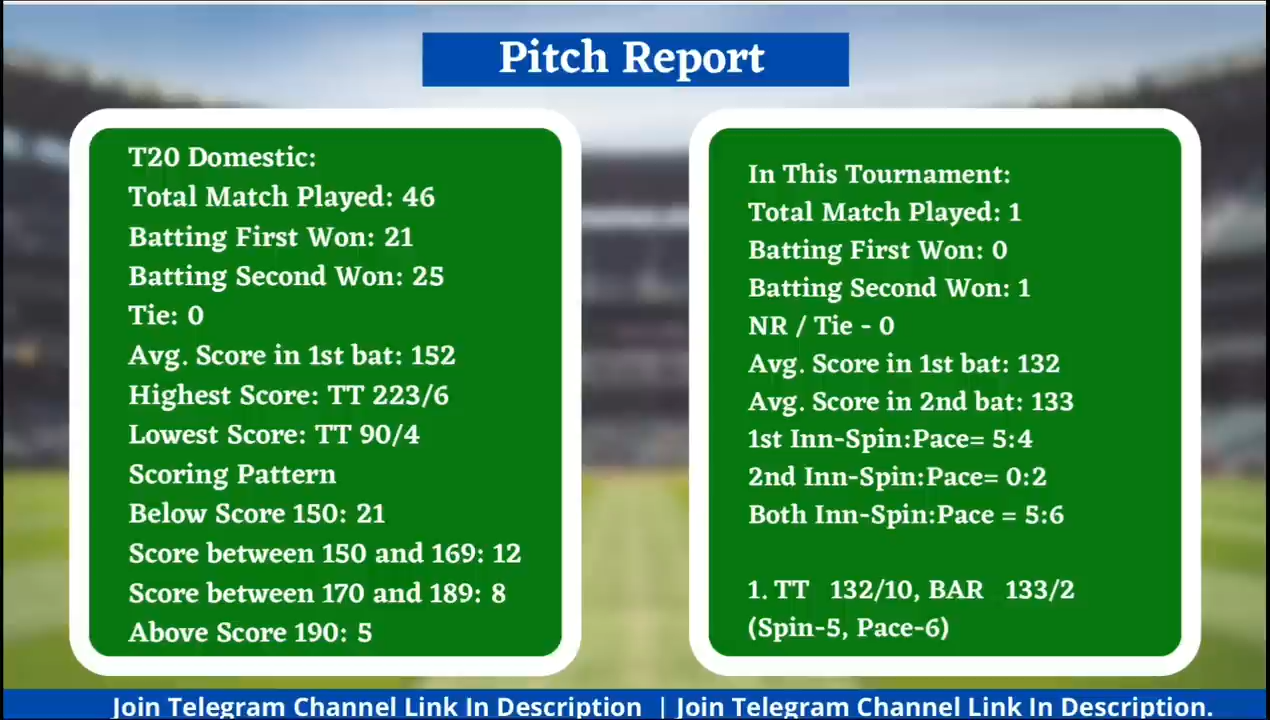 Pitch Report
T20 Domestic:
Total Match Played: 46
Batting First Won: 21
Batting Second Won: 25
Tie: 0
Avg. Score in 1st bat: 152
Highest Score: TT 223/6
Lowest Score: TT 90/4
Scoring Pattern
Below Score 150: 21
Score between 150 and 169: 12
Score between 170 and 189: 8
Above Score 190: 5
In This Tournament:
Total Match Played: 1
Batting First Won: 0
Batting Second Won: 1
NR / Tie - 0
Avg. Score in 1st bat: 132
Avg. Score in 2nd bat: 133
1st Inn-Spin:Pace= 5:4
2nd Inn-Spin:Pace= 0:2
Both Inn-Spin:Pace = 5:6
1. TT 132/10, BAR 133/2
(Spin-5, Pace-6)
Join Telegram Channel Link In Description | Join Telegram Channel Link In Description.